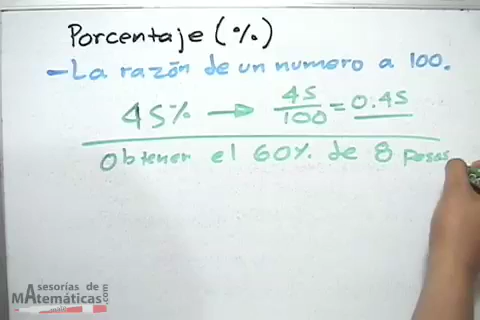 Porcentaje (%)
- La razón de un numero a 100.
45% → 45/100 = 0.45
Obtener el 60% de 8 pesos
Asesorías de
Matemáticas.com